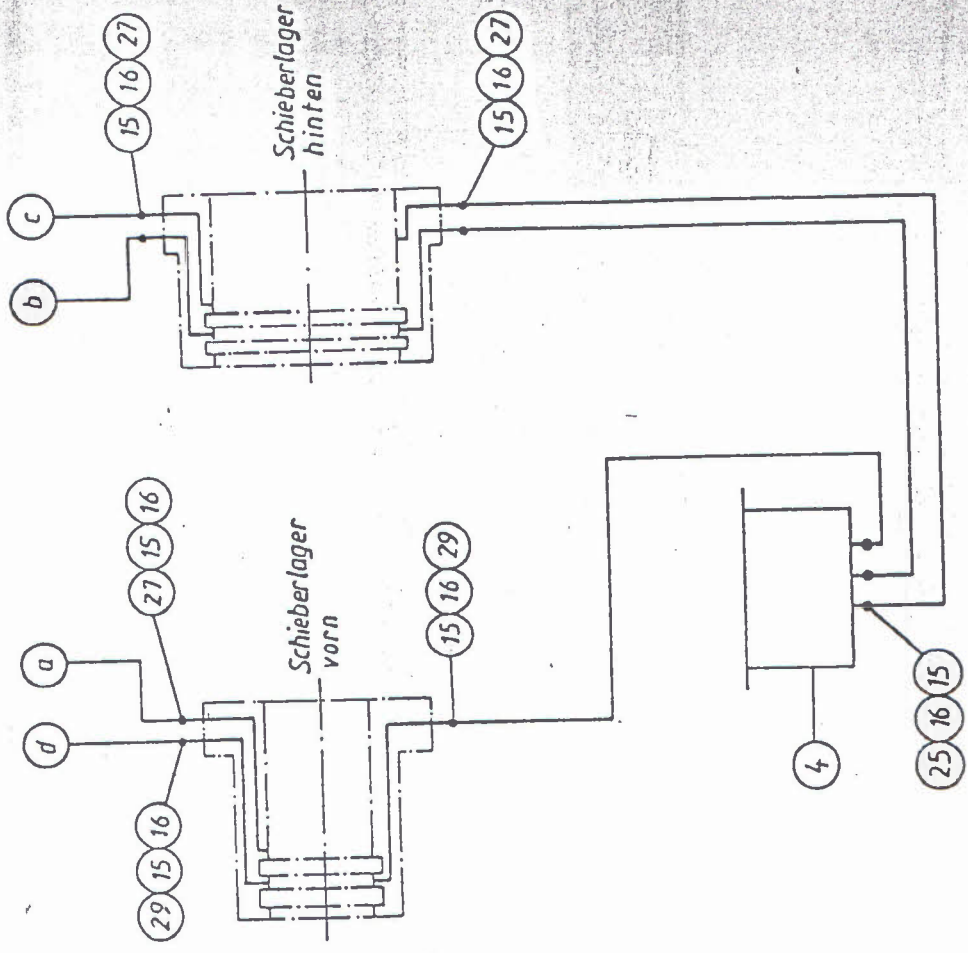 c
b
15 16 27
Schieberlager
hinten
15 16 27
a
d
27 15 16
29 15 16
Schieberlager
vorn
15 16 29
4
25 16 15